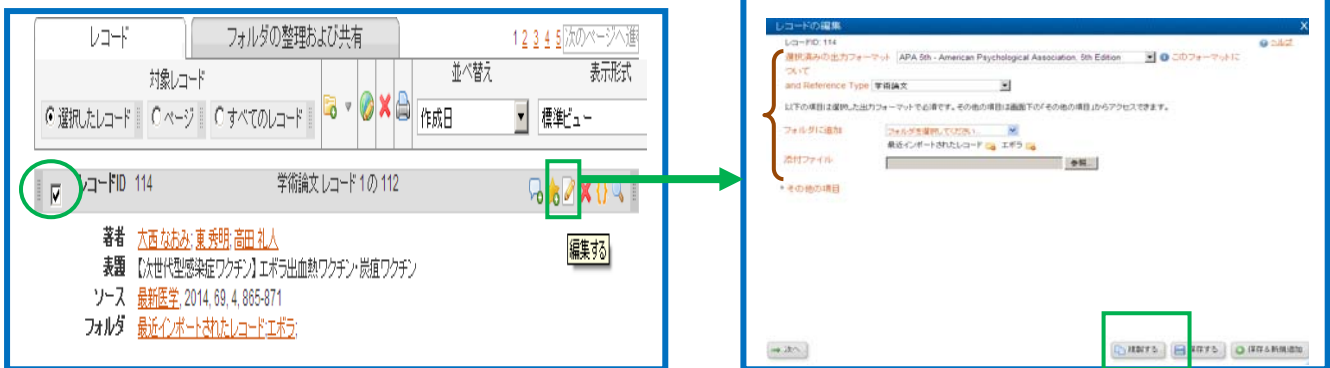 レコード
フォルダの整理および共有
1 2 3 4 5 次のページへ進
対象レコード
並べ替え
表示形式
選択したレコード ページ すべてのレコード
作成日
標準ビュー
レコードID 114
学術論文 レコード 1 の 112
編集する
著者 大西 なおみ; 東 秀明; 高田 礼人
表題 【次世代型感染症ワクチン】 エボラ出血熱ワクチン・炭疽ワクチン
ソース 最新医学, 2014, 69, 4, 865-871
フォルダ 最近インポートされたレコード;エボラ;
レコードの編集 X
レコードID: 114
ヘルプ
選択済みの出力フォーマット APA 5th - American Psychological Association, 5th Edition このフォーマットに
ついて
and Reference Type 学術論文
以下の項目は選択した出力フォーマットで必須です。その他の項目は画面下の「その他の項目」からアクセスできます。
フォルダに追加 フォルダを選択してください...
最近インポートされたレコード エボラ
添付ファイル 参照...
* その他の項目
次へ
複製する 保存する 保存&新規追加